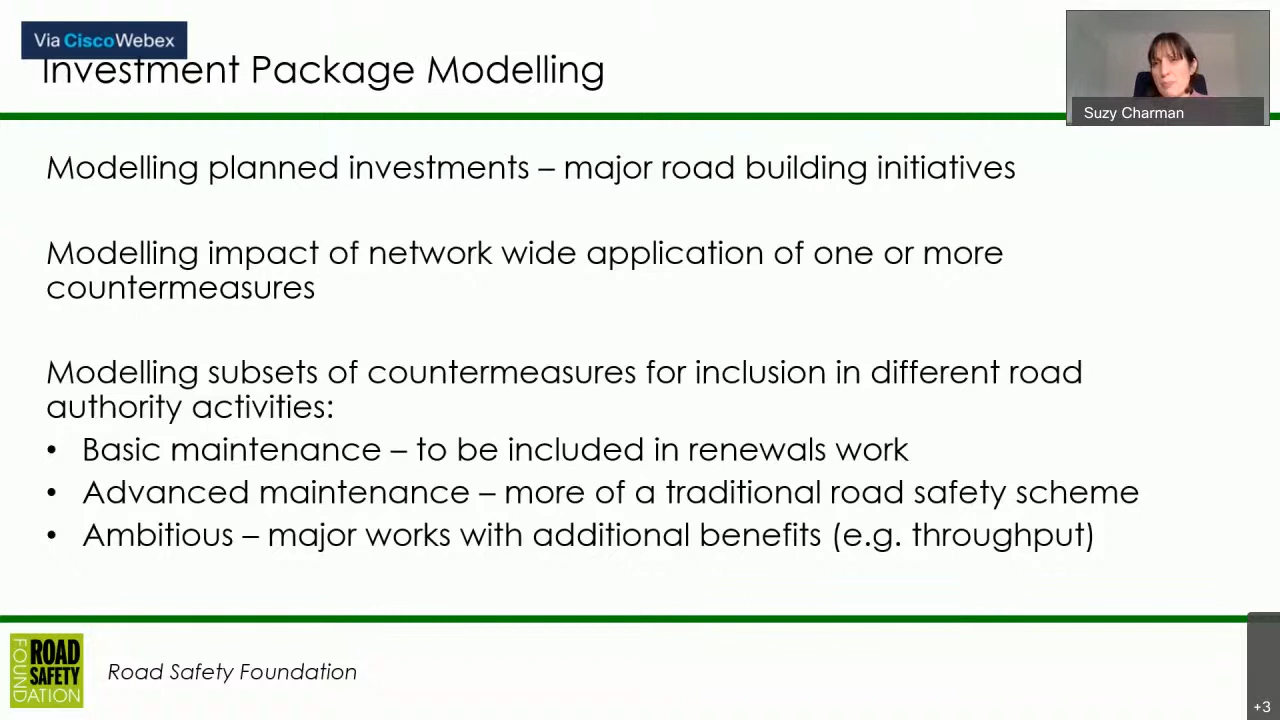 Via CiscoWebex
Investment Package Modelling
Suzy Charman
Modelling planned investments – major road building initiatives
Modelling impact of network wide application of one or more
countermeasures
Modelling subsets of countermeasures for inclusion in different road
authority activities:
• Basic maintenance – to be included in renewals work
• Advanced maintenance – more of a traditional road safety scheme
• Ambitious – major works with additional benefits (e.g. throughput)
ROAD
SAFETY
FOUNDATION
Road Safety Foundation
+3